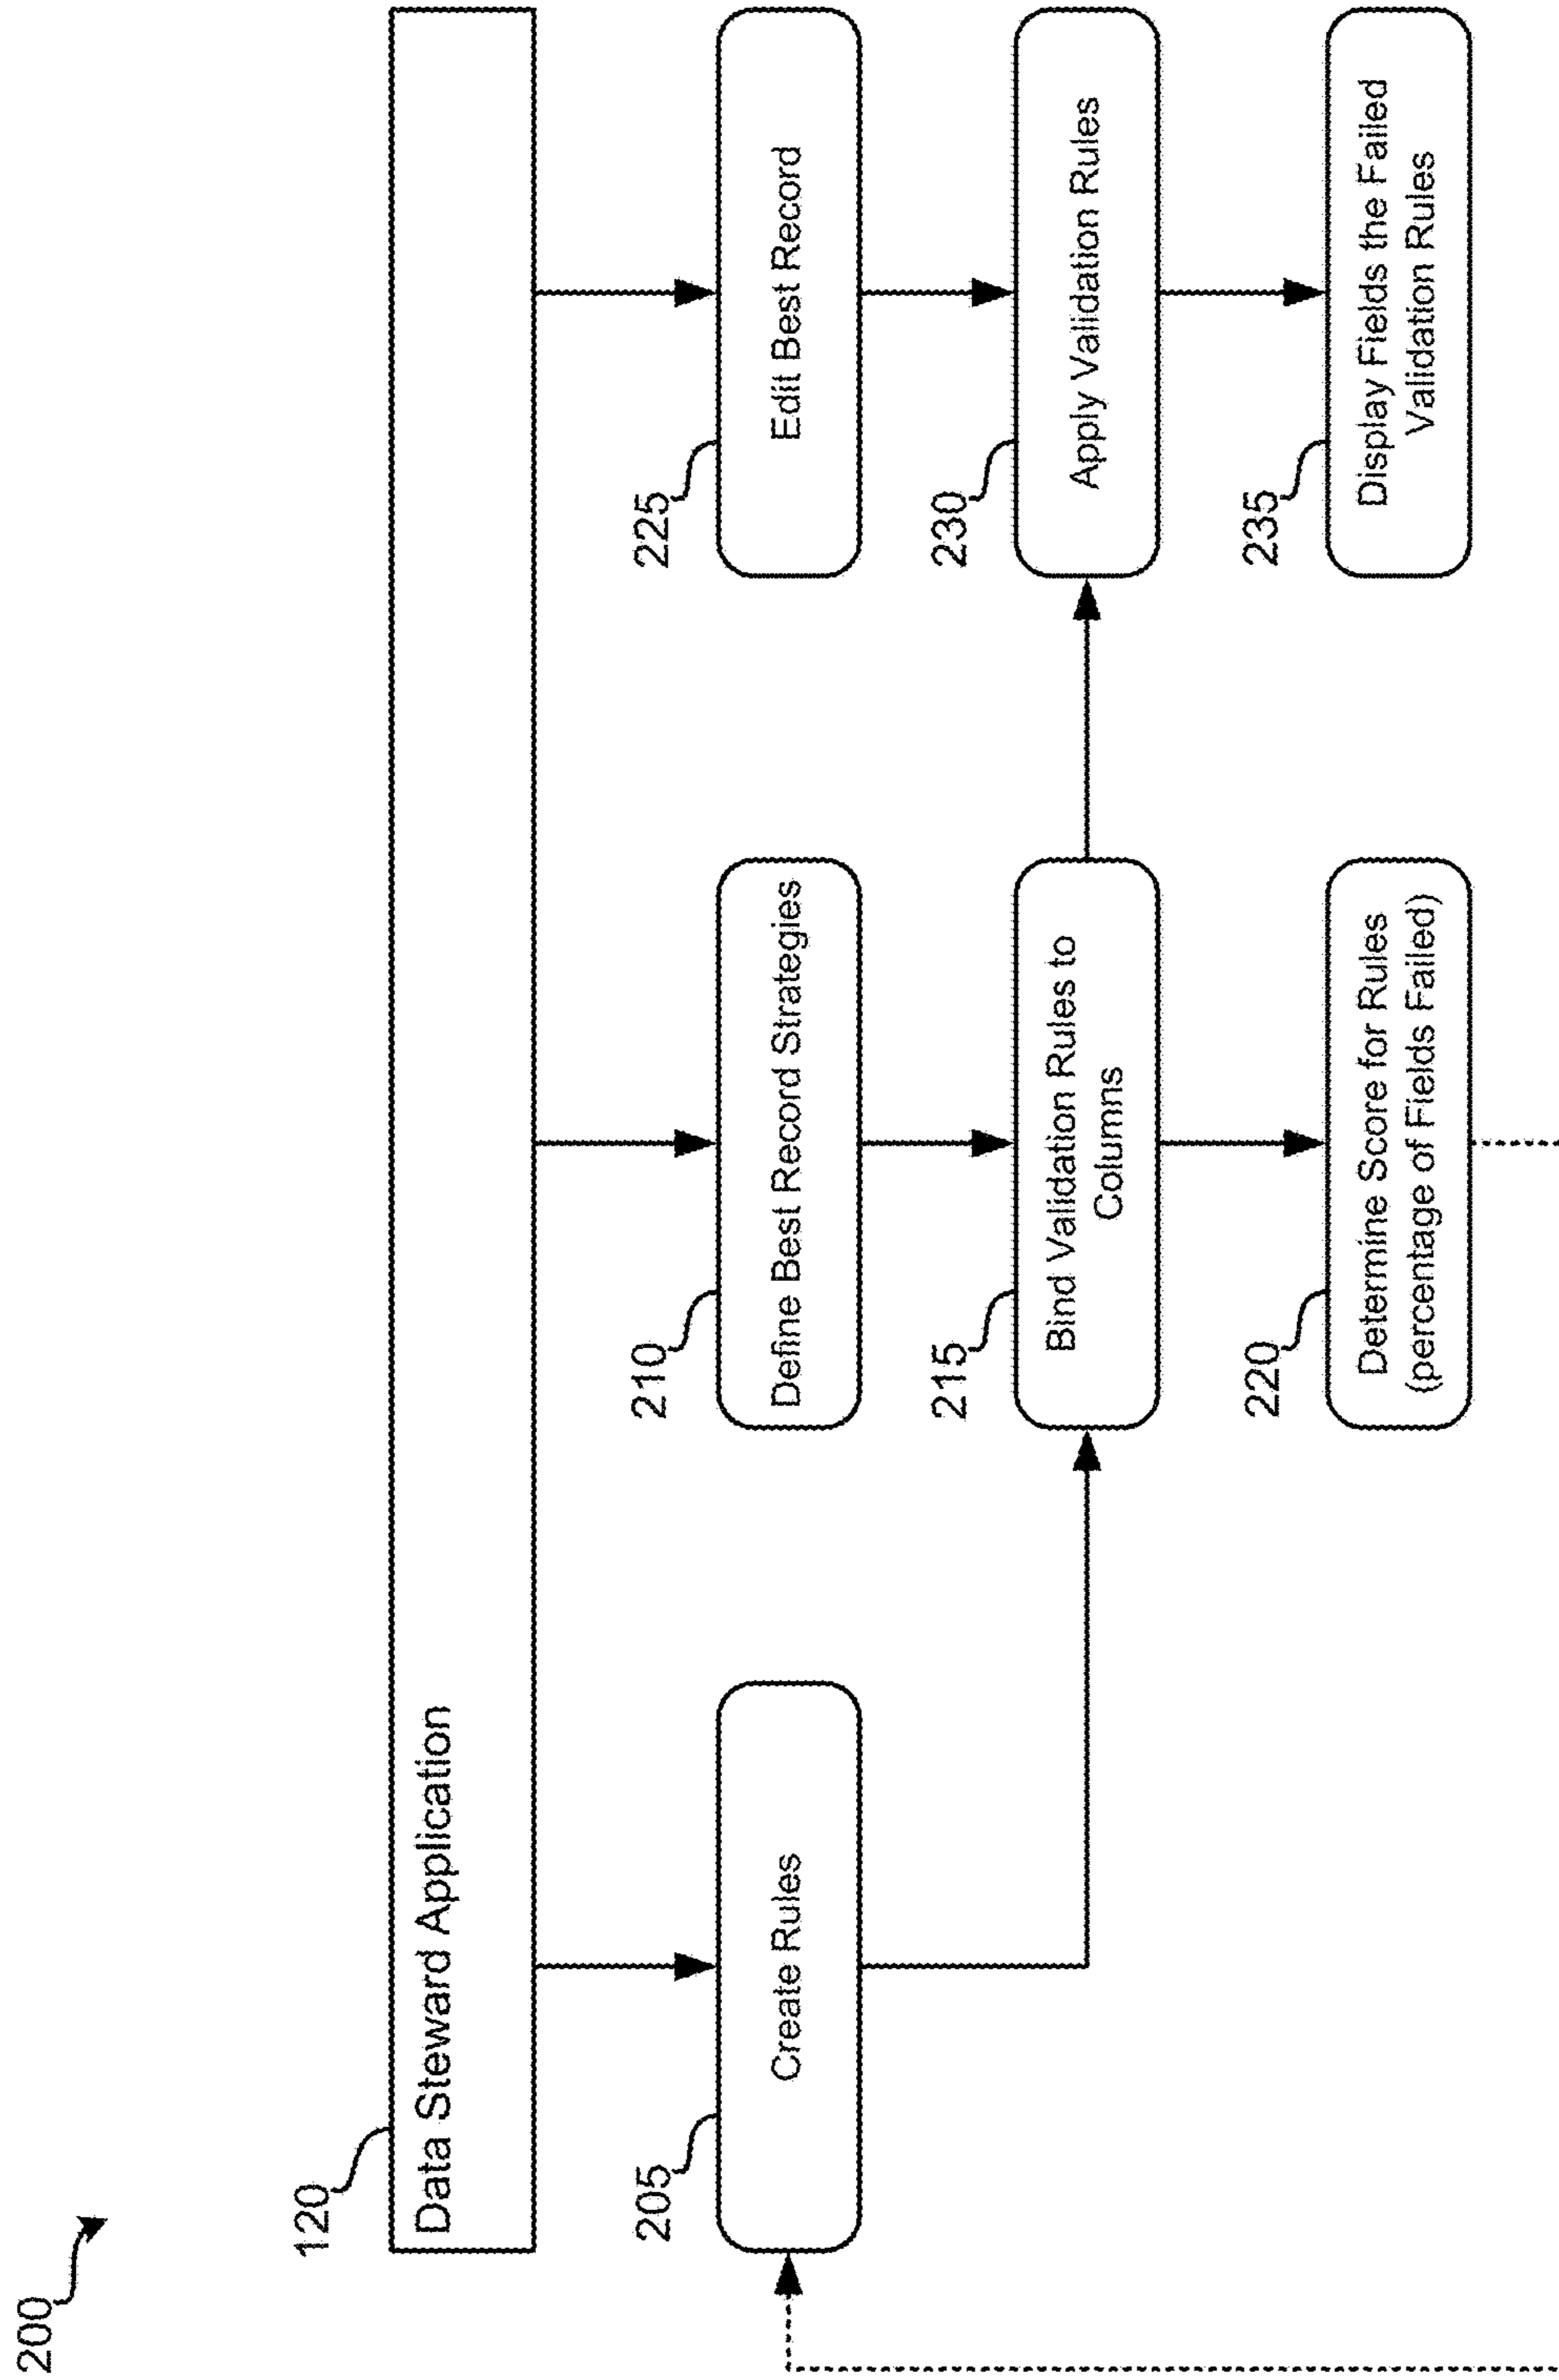 200
120
Data Steward Application
205
Create Rules
210
Define Best Record Strategies
225
Edit Best Record
215
Bind Validation Rules to
Columns
230
Apply Validation Rules
220
Determine Score for Rules
(percentage of Fields Failed)
235
Display Fields the Failed
Validation Rules